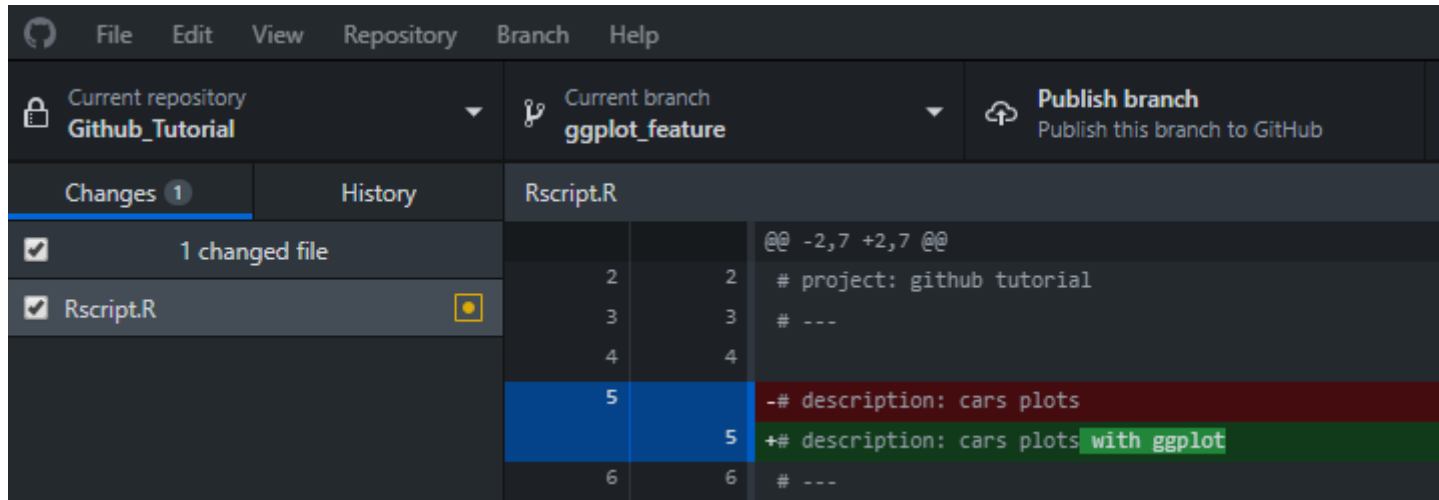 File Edit View Repository Branch Help
Current repository
Github_Tutorial
Current branch
ggplot_feature
Publish branch
Publish this branch to GitHub
Changes 1 History
1 changed file
Rscript.R
Rscript.R
@@ -2,7 +2,7 @@
2 2 # project: github tutorial
3 3 # ---
4 4
5 -# description: cars plots
5 +# description: cars plots with ggplot
6 6 # ---